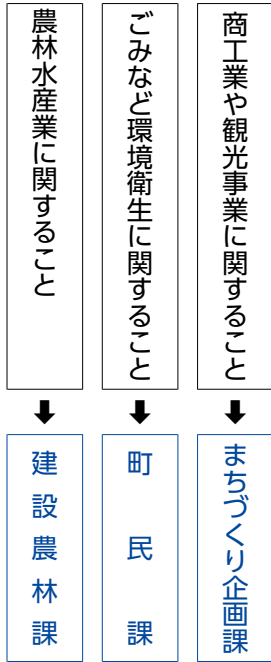 商工業や観光事業に関すること
まちづくり企画課
ごみなど環境衛生に関すること
町民課
農林水産業に関すること
建設農林課